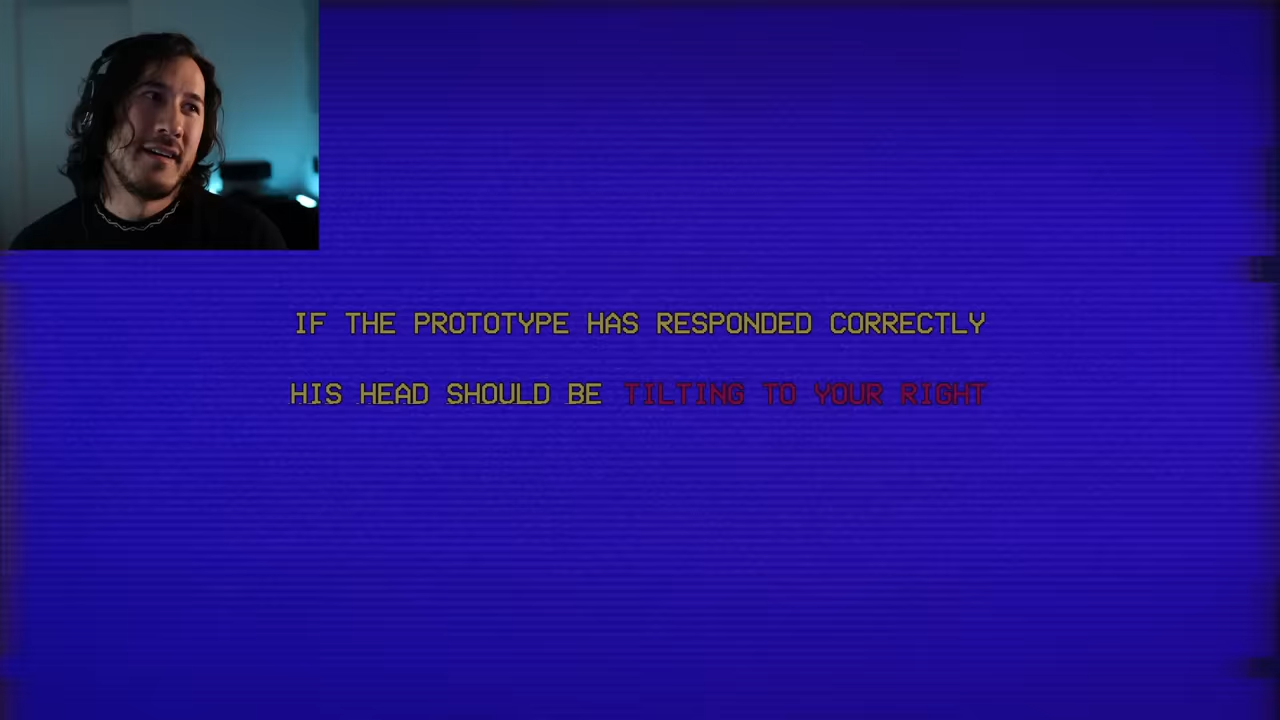 IF THE PROTOTYPE HAS RESPONDED CORRECTLY
HIS HEAD SHOULD BE TILTING TO YOUR RIGHT